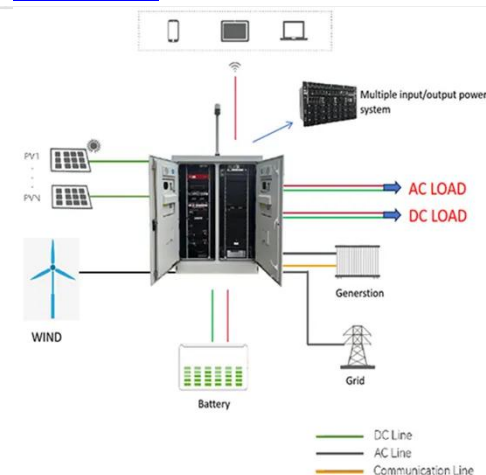 Multiple input/output power
system
PV1
PVN
AC LOAD
DC LOAD
WIND
Generstion
Grid
Battery
DC Line
AC Line
Communication Line